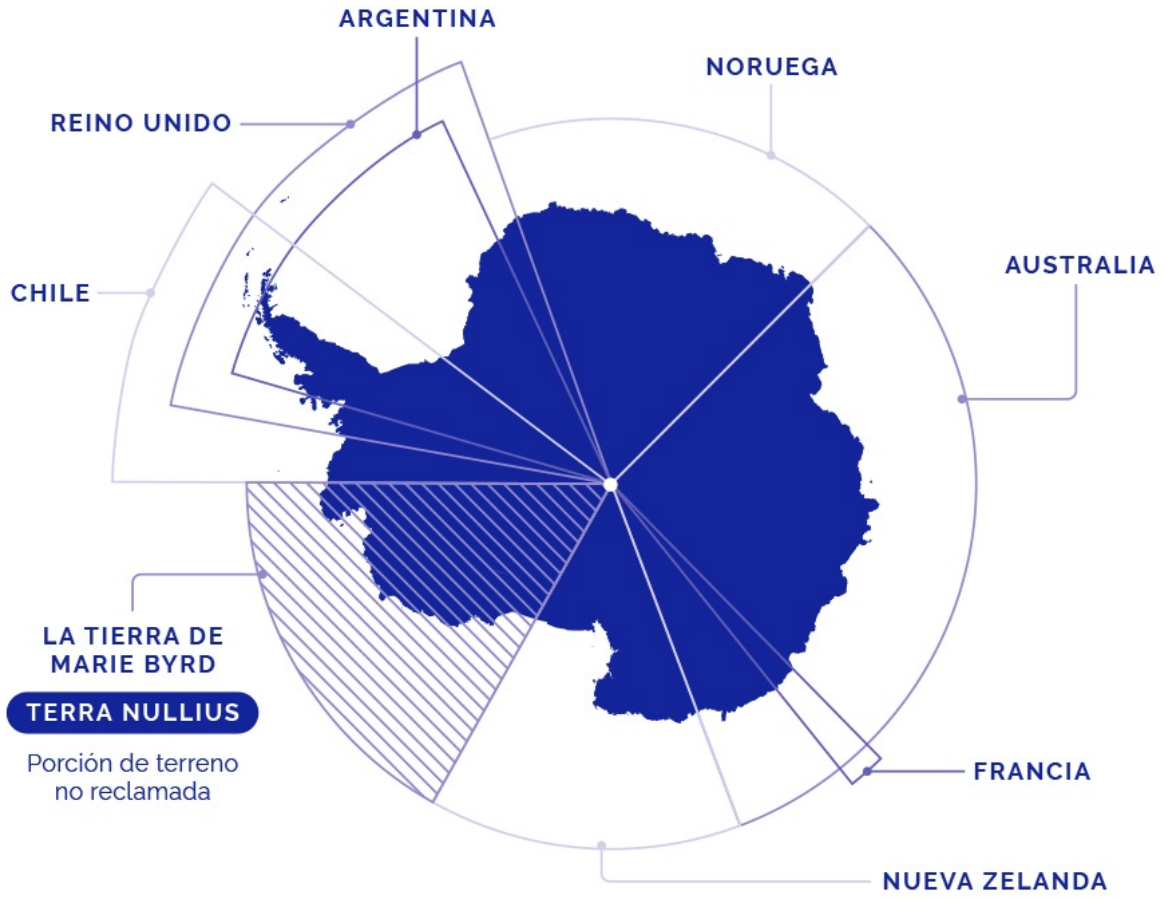 ARGENTINA
NORUEGA
REINO UNIDO
AUSTRALIA
CHILE
LA TIERRA DE
MARIE BYRD
TERRA NULLIUS
Porción de terreno
no reclamada
FRANCIA
NUEVA ZELANDA